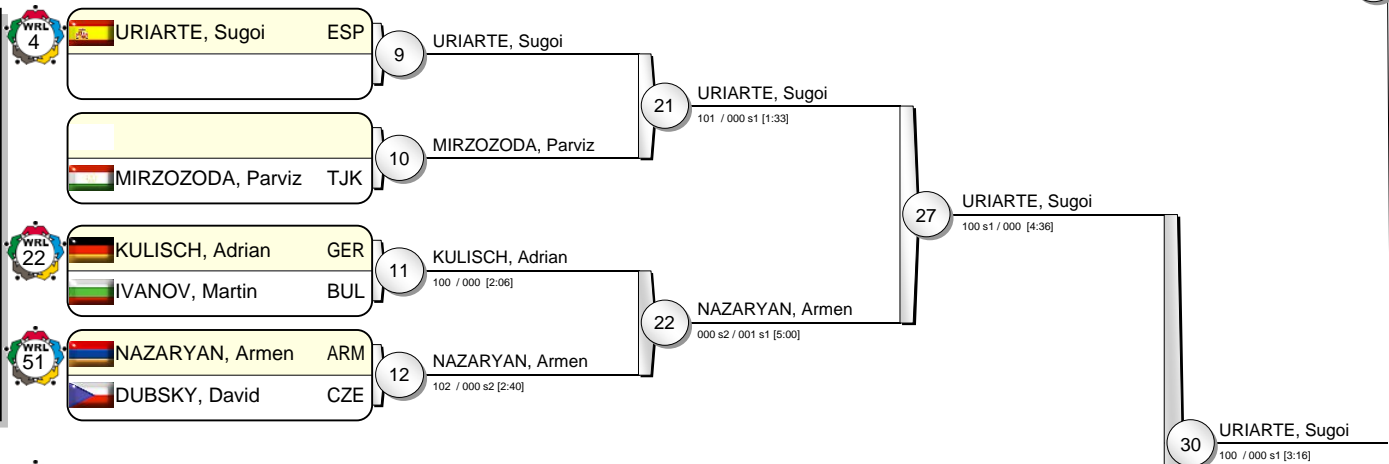 WRL
4
URIARTE, Sugoi ESP
9
URIARTE, Sugoi
21
URIARTE, Sugoi
101 / 000 s1 [1:33]
10
MIRZOZODA, Parviz
MIRZOZODA, Parviz TJK
27
URIARTE, Sugoi
100 s1 / 000 [4:36]
WRL
22
KULISCH, Adrian GER
11
KULISCH, Adrian
100 / 000 [2:06]
IVANOV, Martin BUL
22
NAZARYAN, Armen
000 s2 / 001 s1 [5:00]
WRL
51
NAZARYAN, Armen ARM
12
NAZARYAN, Armen
102 / 000 s2 [2:40]
DUBSKY, David CZE
30
URIARTE, Sugoi
100 / 000 s1 [3:16]